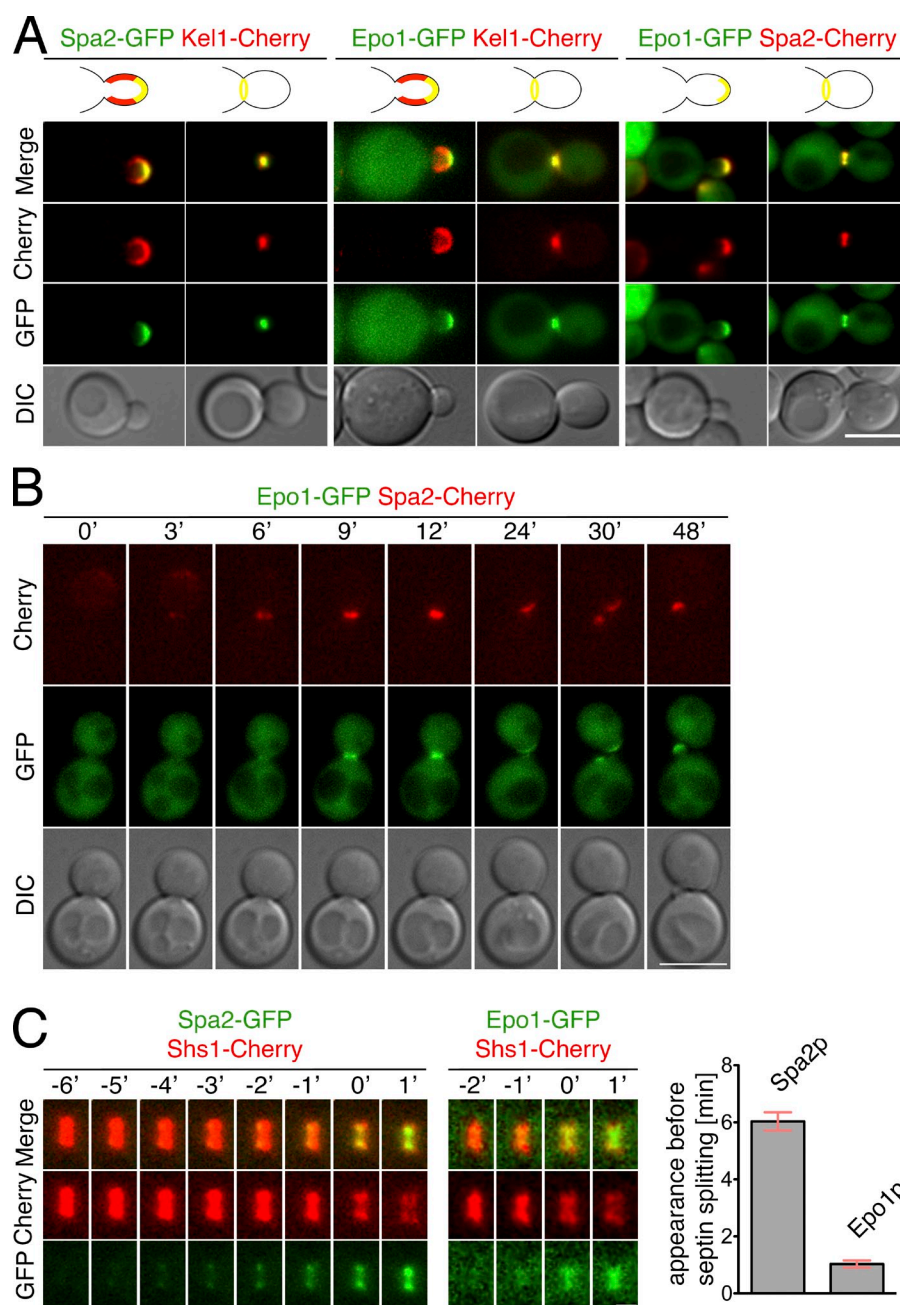 A
Spa2-GFP Kel1-Cherry
Epo1-GFP Kel1-Cherry
Epo1-GFP Spa2-Cherry
Merge
Cherry
GFP
DIC
B
Epo1-GFP Spa2-Cherry
0’ 3’ 6’ 9’ 12’ 24’ 30’ 48’
Cherry
GFP
DIC
C
Spa2-GFP
Shs1-Cherry
-6’ -5’ -4’ -3’ -2’ -1’ 0’ 1’
Epo1-GFP
Shs1-Cherry
-2’ -1’ 0’ 1’
Merge
Cherry
GFP
appearance before
septin splitting [min]
8
6
4
2
0
Spa2p
Epo1p